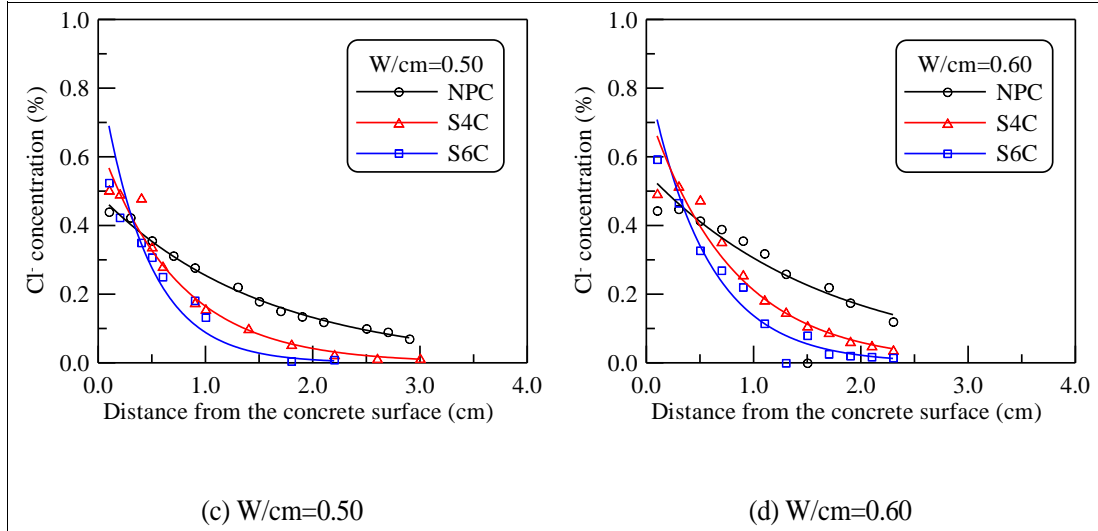 1.0
0.8
0.6
0.4
0.2
0.0
Cl- concentration (%)
W/cm=0.50
NPC
S4C
S6C
0.0 1.0 2.0 3.0 4.0
Distance from the concrete surface (cm)
(c) W/cm=0.50
1.0
0.8
0.6
0.4
0.2
0.0
Cl- concentration (%)
W/cm=0.60
NPC
S4C
S6C
0.0 1.0 2.0 3.0 4.0
Distance from the concrete surface (cm)
(d) W/cm=0.60